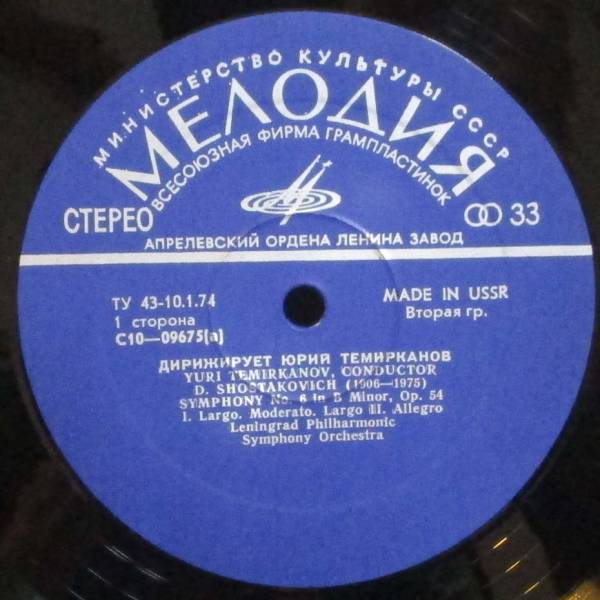 МИНИСТЕРСТВО КУЛЬТУРЫ СССР
МЕЛОДИЯ
ВСЕСОЮЗНАЯ ФИРМА ГРАМПЛАСТИНОК
СТЕРЕО
33
АПРЕЛЕВСКИЙ ОРДЕНА ЛЕНИНА ЗАВОД
ТУ 43-10.1.74
MADE IN USSR
1 сторона
Вторая гр.
С10—09675(а)
ДИРИЖИРУЕТ ЮРИЙ ТЕМИРКАНОВ
YURI TEMIRKANOV, CONDUCTOR
D. SHOSTAKOVICH (1906—1975)
SYMPHONY No. 6 in B Minor, Op. 54
I. Largo. Moderato. Largo II. Allegro
Leningrad Philharmonic
Symphony Orchestra